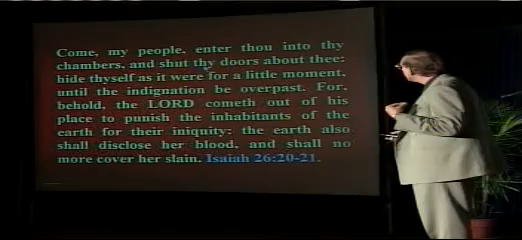 Come, my people, enter thou into thy
chambers, and shut thy doors about thee:
hide thyself as it were for a little moment,
until the indignation be overpast. For,
behold, the LORD cometh out of his
place to punish the inhabitants of the
earth for their iniquity: the earth also
shall disclose her blood, and shall no
more cover her slain. Isaiah 26:20-21.